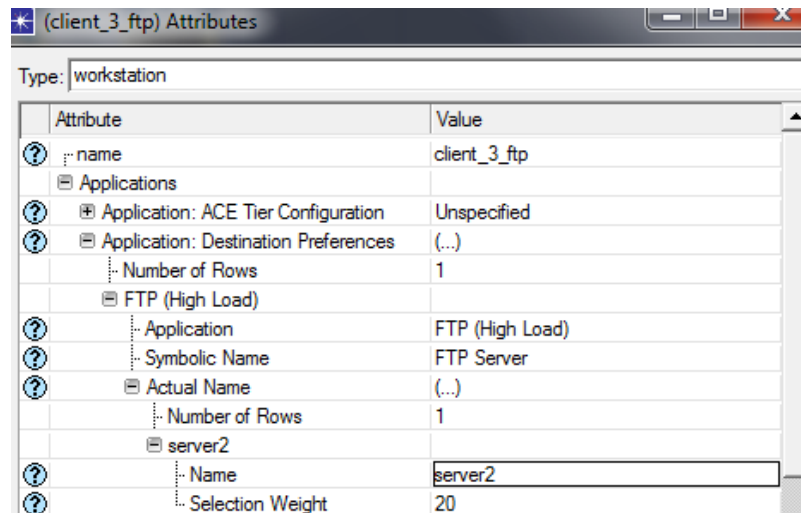 (client_3_ftp) Attributes
Type: workstation
Attribute Value
name client_3_ftp
Applications
Application: ACE Tier Configuration Unspecified
Application: Destination Preferences (...)
Number of Rows 1
FTP (High Load)
Application FTP (High Load)
Symbolic Name FTP Server
Actual Name (...)
Number of Rows 1
server2
Name server2
Selection Weight 20